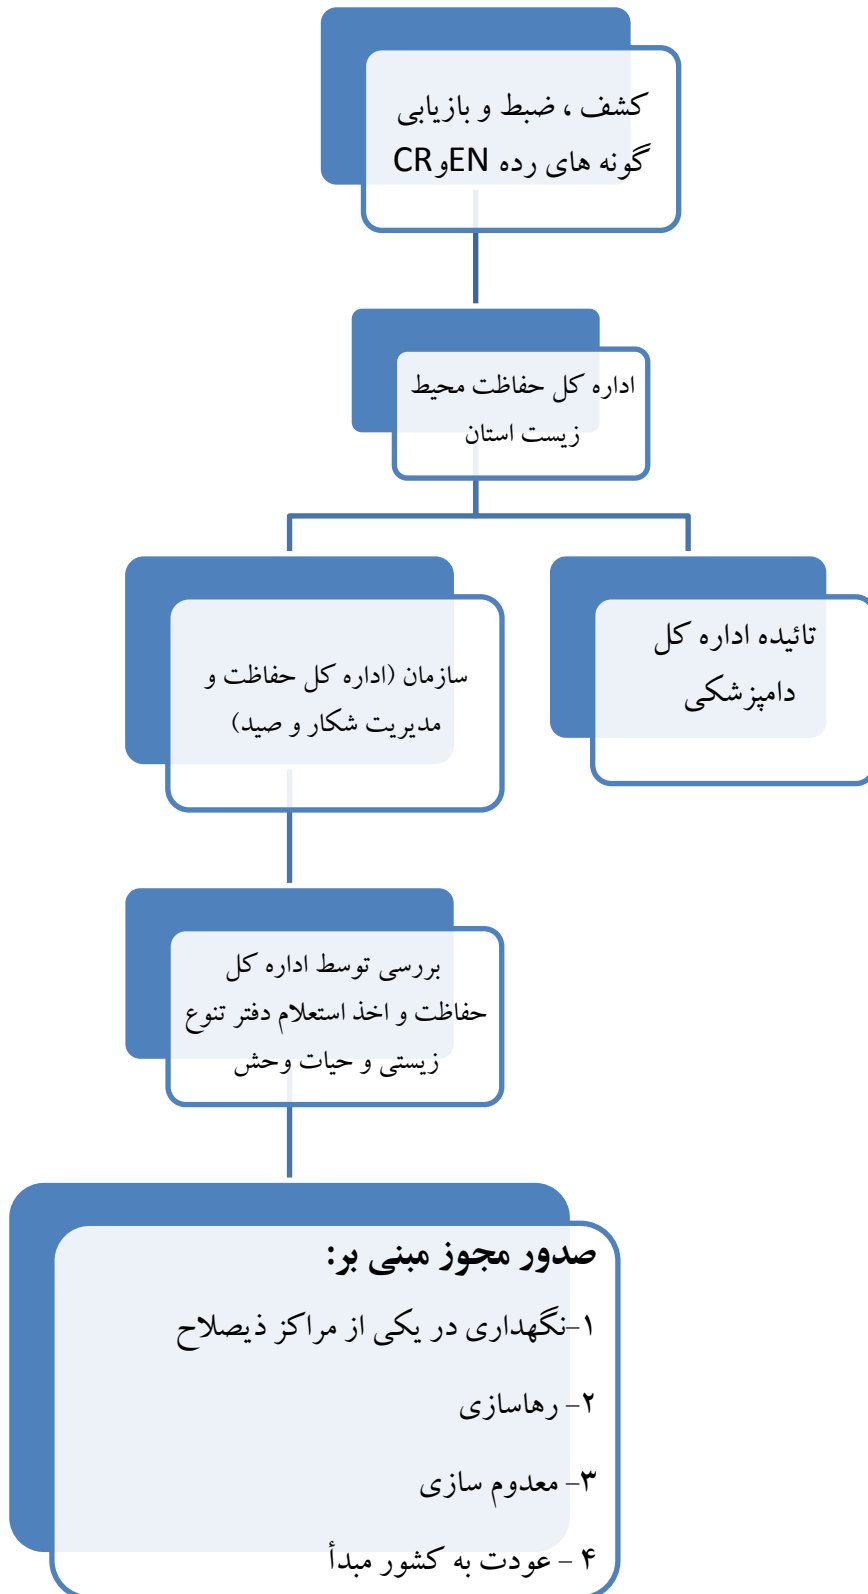 کشف ، ضبط و بازیابی
گونه های رده ENوCR
اداره کل حفاظت محیط
زیست استان
تائیده اداره کل
دامپزشکی
سازمان (اداره کل حفاظت و
مدیریت شکار و صید)
بررسی توسط اداره کل
حفاظت و اخذ استعلام دفتر تنوع
زیستی و حیات وحش
صدور مجوز مبنی بر:
۱-نگهداری در یکی از مراکز ذیصلاح
۲- رهاسازی
۳- معدوم سازی
۴ - عودت به کشور مبدأ